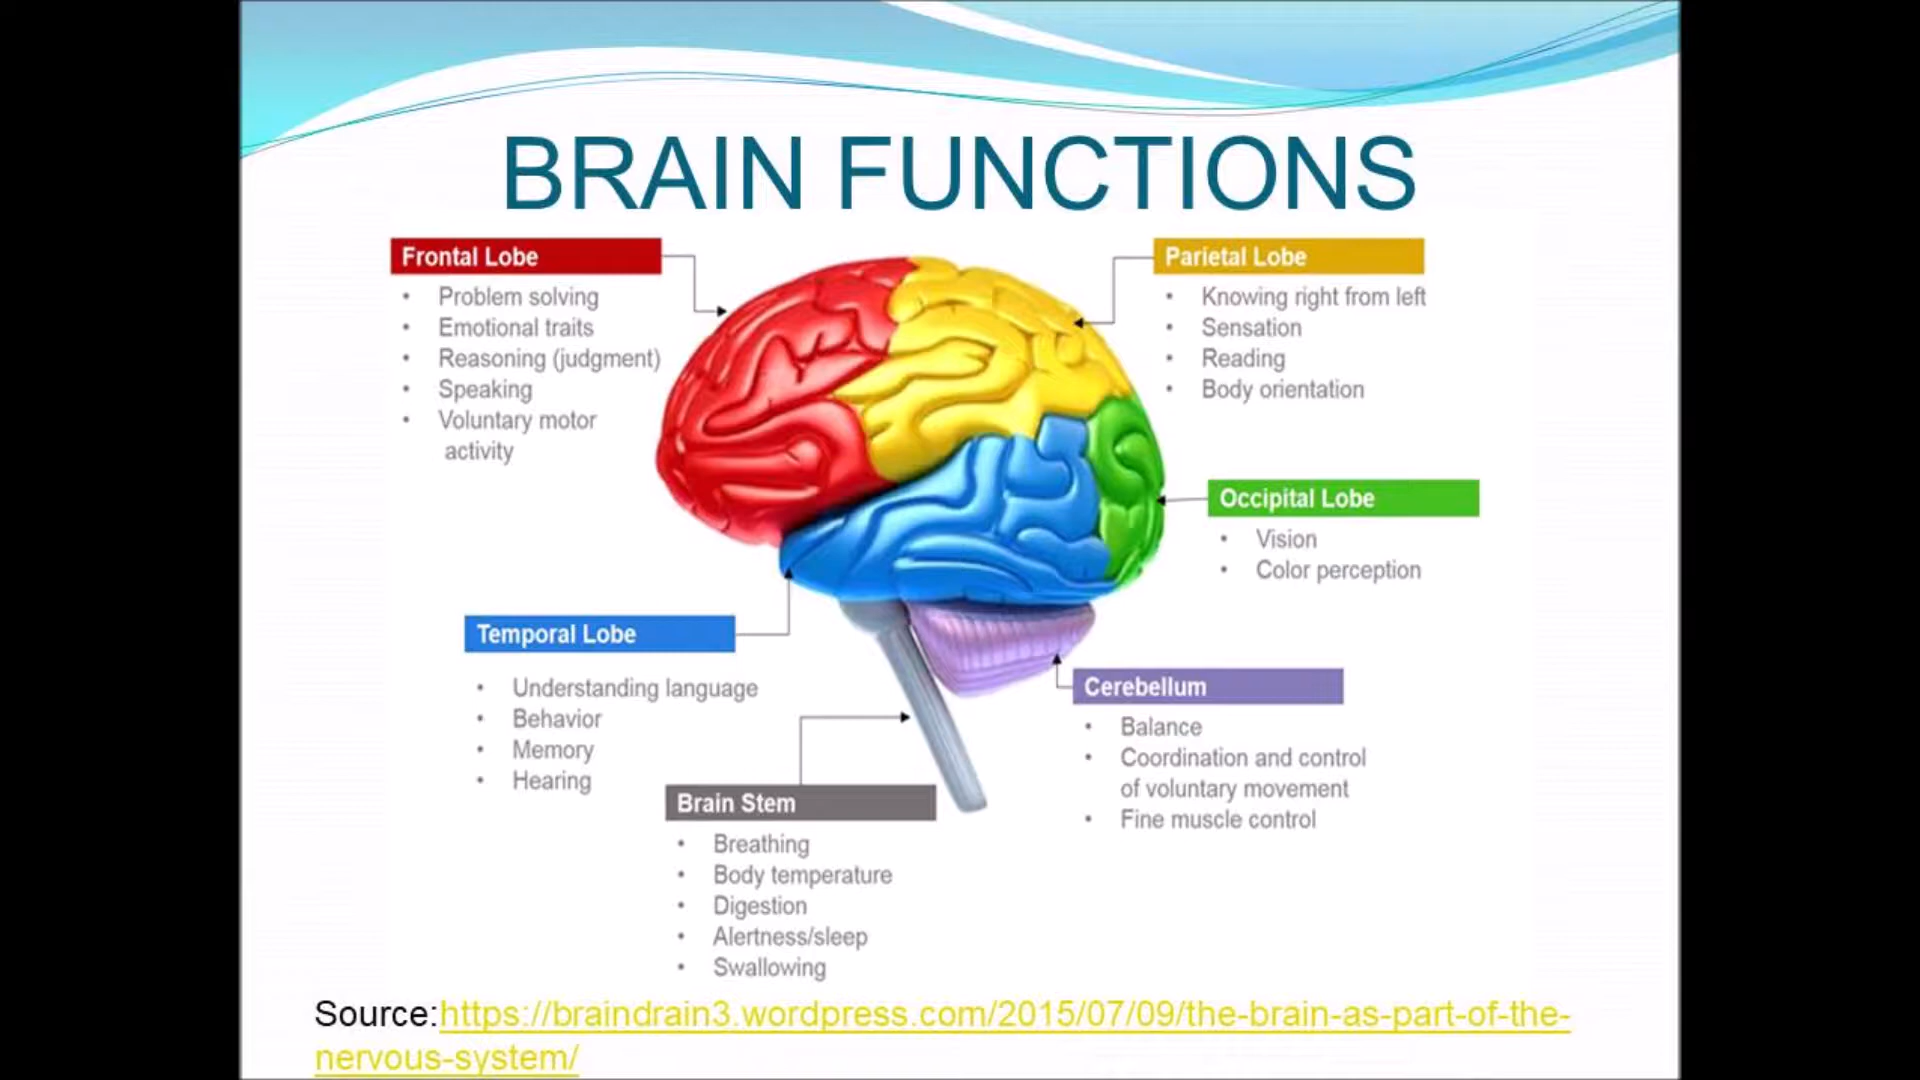 BRAIN FUNCTIONS
Frontal Lobe
• Problem solving
• Emotional traits
• Reasoning (judgment)
• Speaking
• Voluntary motor
activity
Parietal Lobe
• Knowing right from left
• Sensation
• Reading
• Body orientation
Occipital Lobe
• Vision
• Color perception
Temporal Lobe
• Understanding language
• Behavior
• Memory
• Hearing
Cerebellum
• Balance
• Coordination and control
of voluntary movement
• Fine muscle control
Brain Stem
• Breathing
• Body temperature
• Digestion
• Alertness/sleep
• Swallowing
Source:https://braindrain3.wordpress.com/2015/07/09/the-brain-as-part-of-the-
nervous-system/